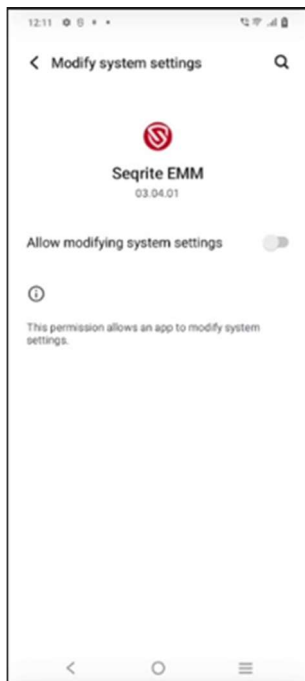 12:11
Modify system settings
Seqrite EMM
03.04.01
Allow modifying system settings
This permission allows an app to modify system
settings.